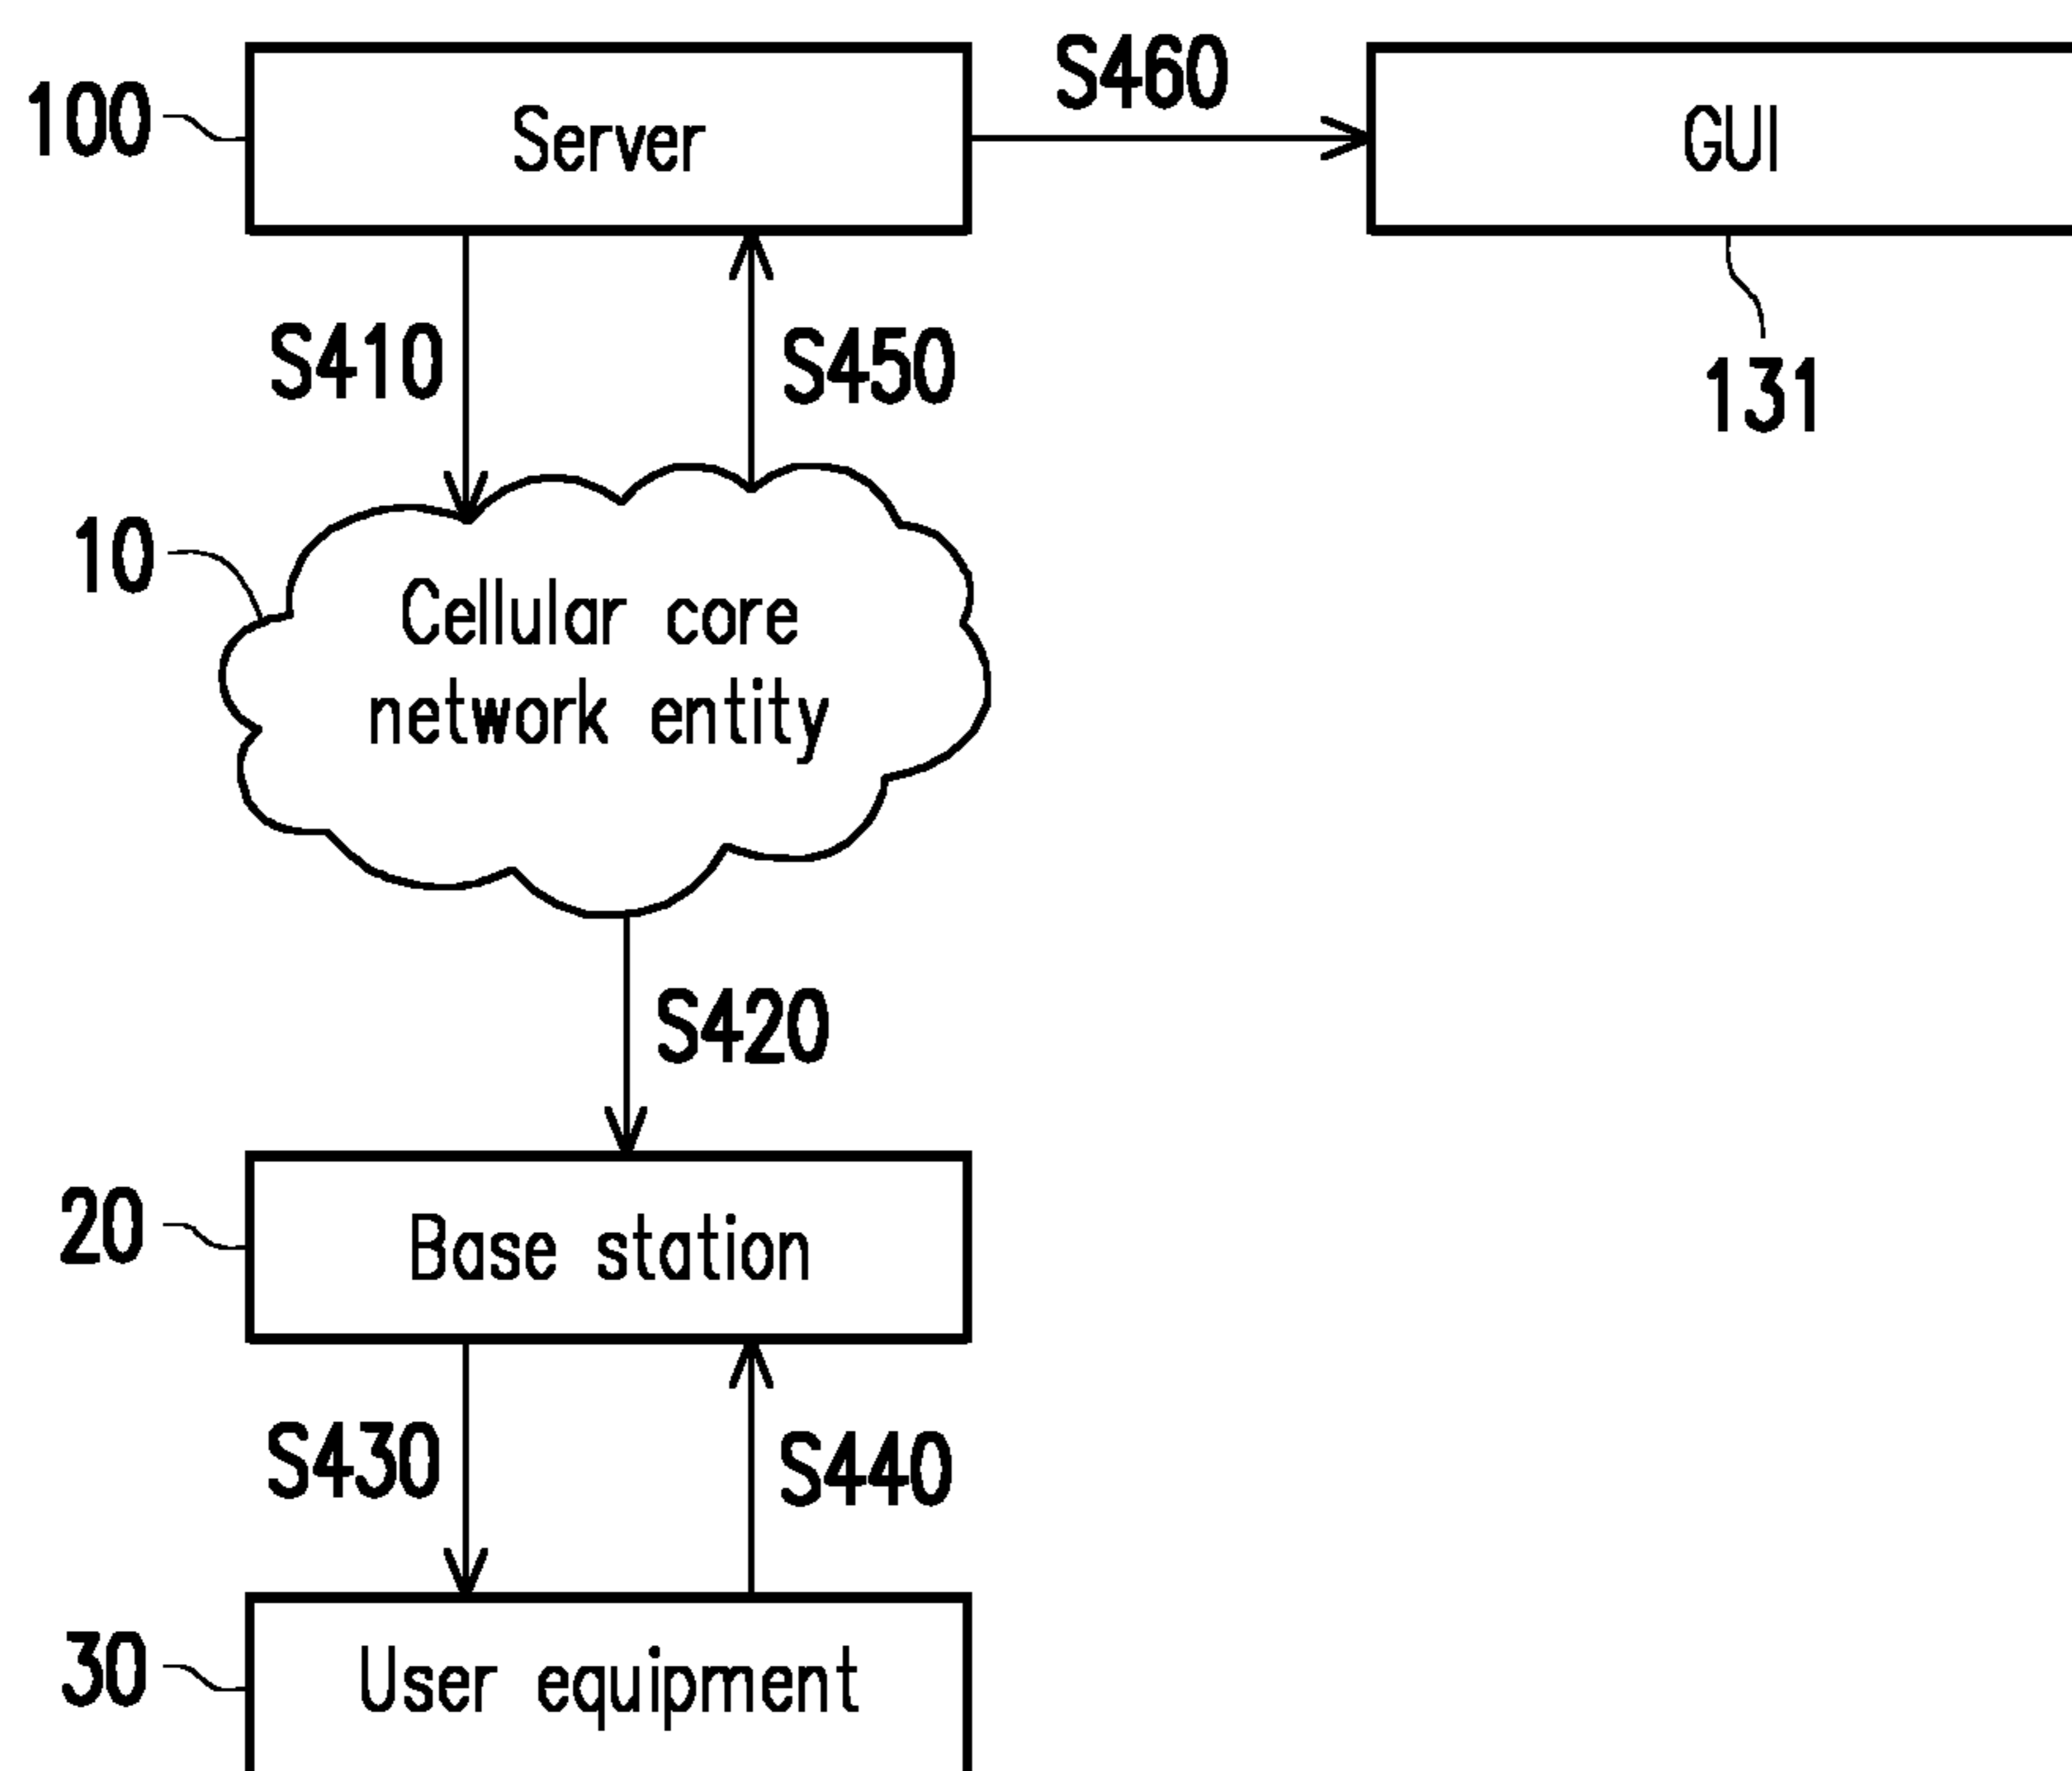 100
Server
S460
GUI
131
S410
S450
10
Cellular core
network entity
S420
20
Base station
S430
S440
30
User equipment